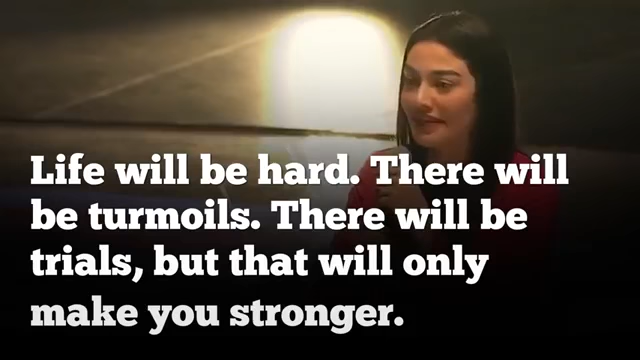 Life will be hard. There will
be turmoils. There will be
trials, but that will only
make you stronger.